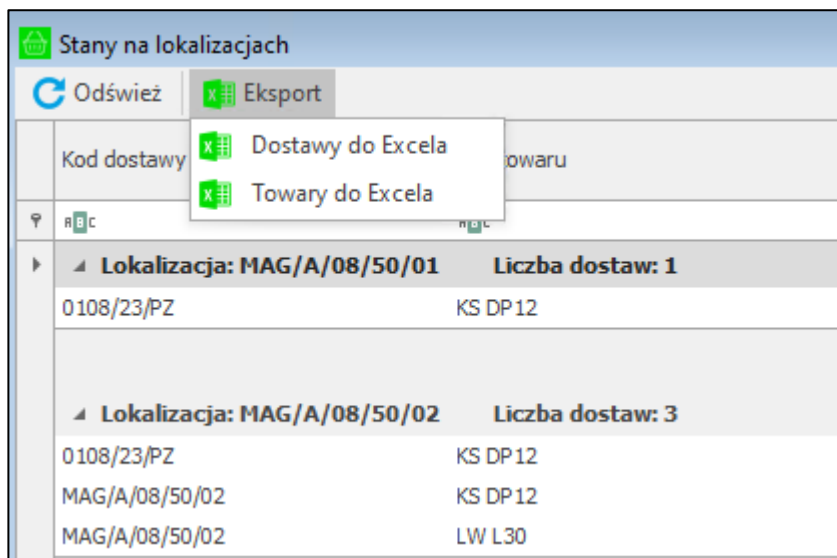 Stany na lokalizacjach
Odśwież Eksport
Dostawy do Excela
Kod dostawy towaru
Towary do Excela
ABC
Lokalizacja: MAG/A/08/50/01 Liczba dostaw: 1
0108/23/PZ KS DP12
Lokalizacja: MAG/A/08/50/02 Liczba dostaw: 3
0108/23/PZ KS DP12
MAG/A/08/50/02 KS DP12
MAG/A/08/50/02 LW L30